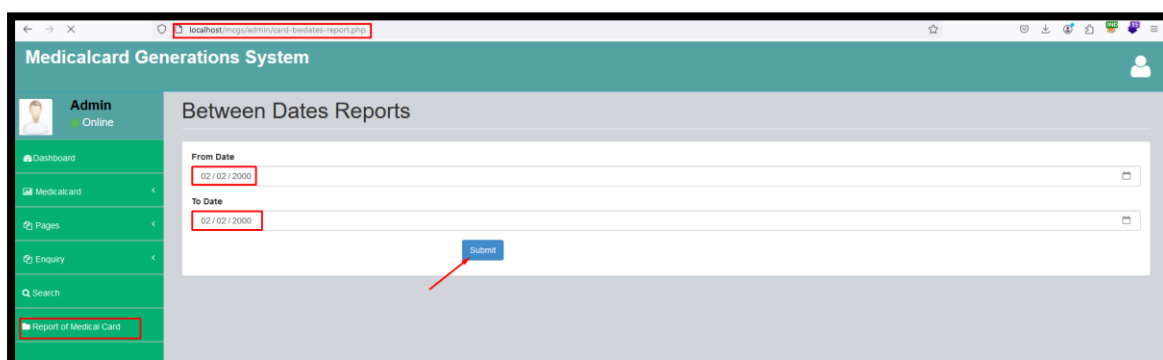 localhost/mcgs/admin/card-bwdates-report.php
IND
Medicalcard Generations System
Admin
Online
Between Dates Reports
Dashboard
From Date
02 / 02 / 2000
Medicalcard
To Date
02 / 02 / 2000
Pages
Submit
Enquiry
Search
Report of Medical Card